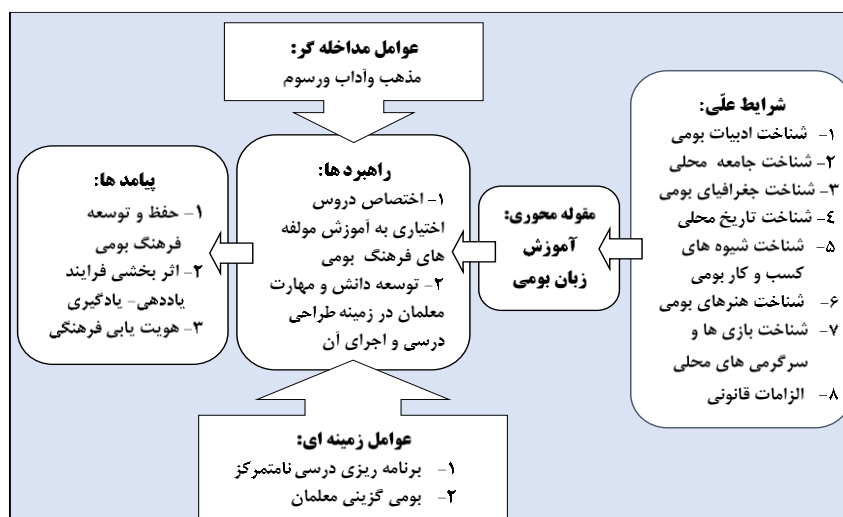 عوامل مداخله گر:
مذهب وآداب ورسوم
شرایط علّی:
۱- شناخت ادبیات بومی
۲- شناخت جامعه محلی
۳- شناخت جغرافیای بومی
٤- شناخت تاریخ محلی
۵- شناخت شیوه های
کسب و کار بومی
۶- شناخت هنرهای بومی
۷- شناخت بازی ها و
سرگرمی های محلی
۸- الزامات قانونی
مقوله محوری:
آموزش
زبان بومی
راهبرد ها:
۱- اختصاص دروس
اختیاری به آموزش مولفه
های فرهنگ بومی
۲- توسعه دانش و مهارت
معلمان در زمینه طراحی
درسی و اجرای آن
پیامد ها:
۱- حفظ و توسعه
فرهنگ بومی
۲- اثر بخشی فرایند
یاددهی- یادگیری
۳- هویت یابی فرهنگی
عوامل زمینه ای:
۱- برنامه ریزی درسی نامتمرکز
۲- بومی گزینی معلمان